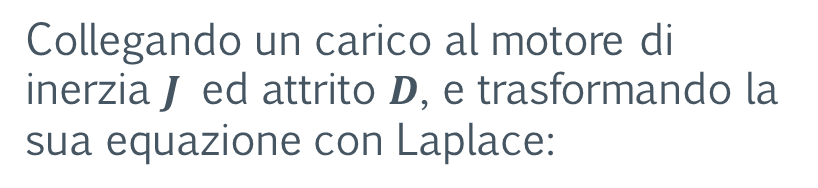 Collegando un carico al motore di
inerzia J ed attrito D, e trasformando la
sua equazione con Laplace: